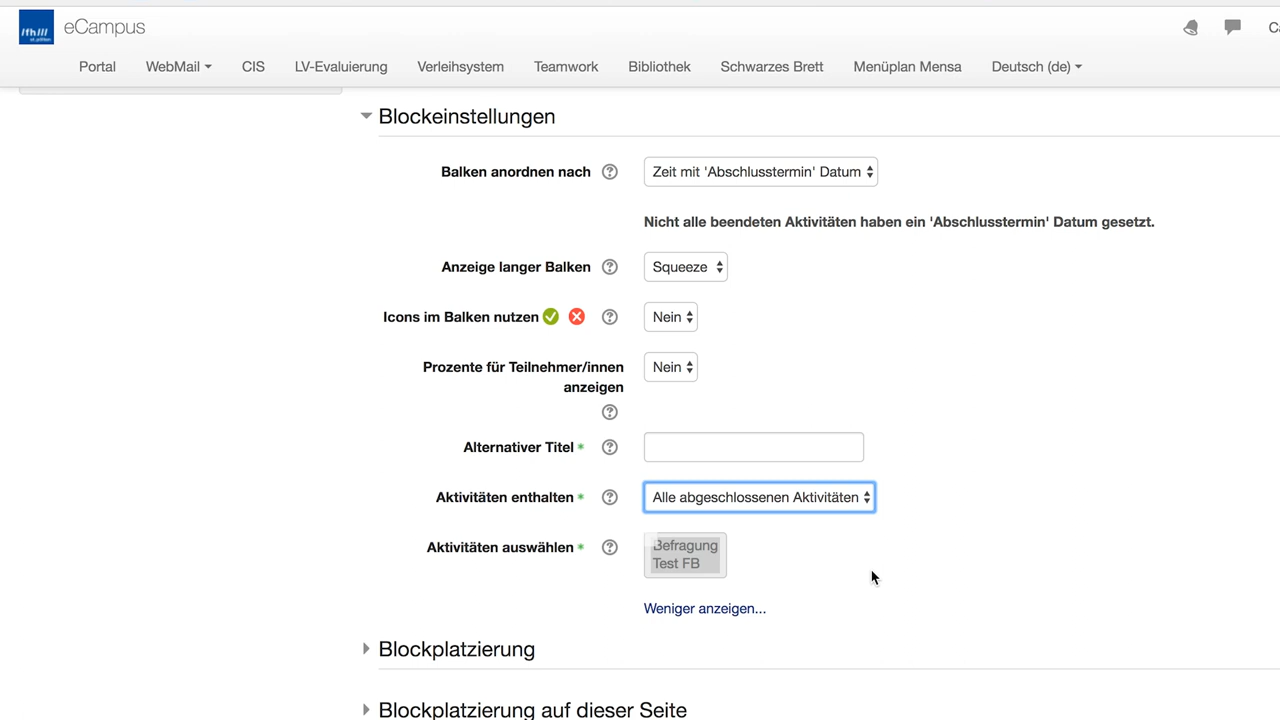 /fh///
st.pölten
eCampus
Portal
WebMail
CIS
LV-Evaluierung
Verleihsystem
Teamwork
Bibliothek
Schwarzes Brett
Menüplan Mensa
Deutsch (de)
Blockeinstellungen
Balken anordnen nach
Zeit mit 'Abschlusstermin' Datum
Nicht alle beendeten Aktivitäten haben ein 'Abschlusstermin' Datum gesetzt.
Anzeige langer Balken
Squeeze
Icons im Balken nutzen
Nein
Prozente für Teilnehmer/innen
anzeigen
Nein
Alternativer Titel
Aktivitäten enthalten
Alle abgeschlossenen Aktivitäten
Aktivitäten auswählen
Befragung
Test FB
Weniger anzeigen...
Blockplatzierung
Blockplatzierung auf dieser Seite